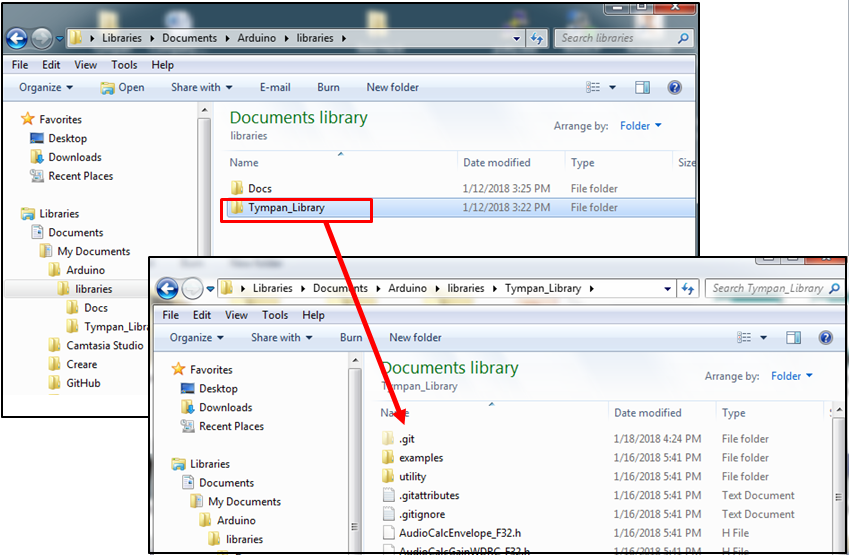 Libraries Documents Arduino libraries
Search libraries
File Edit View Tools Help
Organize Open Share with E-mail Burn New folder
Favorites
Desktop
Downloads
Recent Places
Libraries
Documents
My Documents
Arduino
libraries
Docs
Tympan_Libra
Camtasia Studio
Creare
GitHub
Documents library
libraries
Arrange by: Folder
Name Date modified Type Size
Docs 1/12/2018 3:25 PM File folder
Tympan_Library 1/12/2018 3:22 PM File folder
Libraries Documents Arduino libraries Tympan_Library
Search Tympan_Library
File Edit View Tools Help
Organize Share with Burn New folder
Favorites
Desktop
Downloads
Recent Places
Libraries
Documents
My Documents
Arduino
libraries
Documents library
Tympan_Library
Arrange by: Folder
Name Date modified Type
.git 1/18/2018 4:24 PM File folder
examples 1/16/2018 5:41 PM File folder
utility 1/16/2018 5:41 PM File folder
.gitattributes 1/16/2018 5:41 PM Text Document
.gitignore 1/16/2018 5:41 PM Text Document
AudioCalcEnvelope_F32.h 1/16/2018 5:41 PM H File
AudioCalcGainWDRC_F32.h 1/16/2018 5:41 PM H File